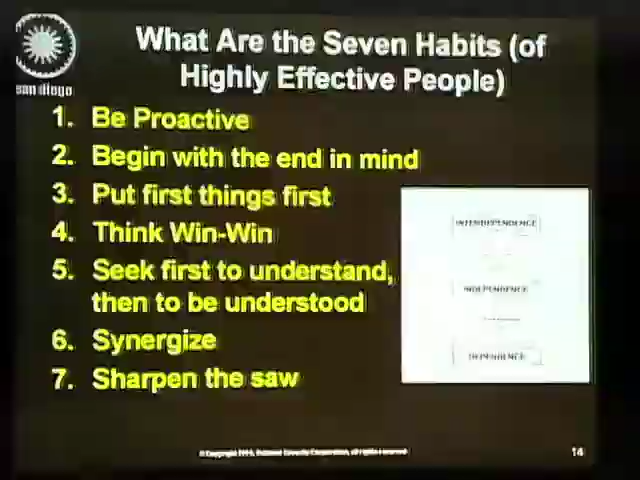 What Are the Seven Habits (of
Highly Effective People)
san diego
1. Be Proactive
2. Begin with the end in mind
3. Put first things first
4. Think Win-Win
5. Seek first to understand,
then to be understood
6. Synergize
7. Sharpen the saw
INTERDEPENDENCE
INDEPENDENCE
DEPENDENCE
14